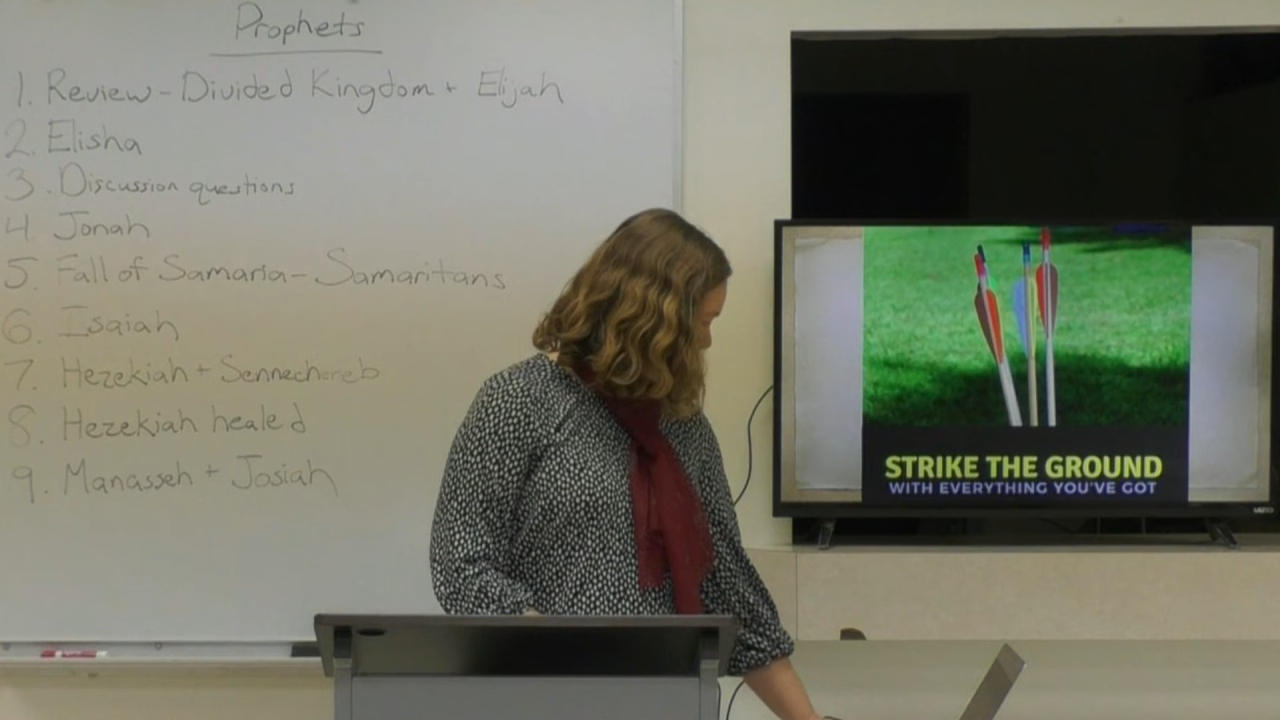 Prophets
1. Review - Divided Kingdom + Elijah
2. Elisha
3. Discussion questions
4. Jonah
5. Fall of Samaria - Samaritans
6. Isaiah
7. Hezekiah + Sennechereb
8. Hezekiah healed
9. Manasseh + Josiah
STRIKE THE GROUND
WITH EVERYTHING YOU'VE GOT
VIZIO